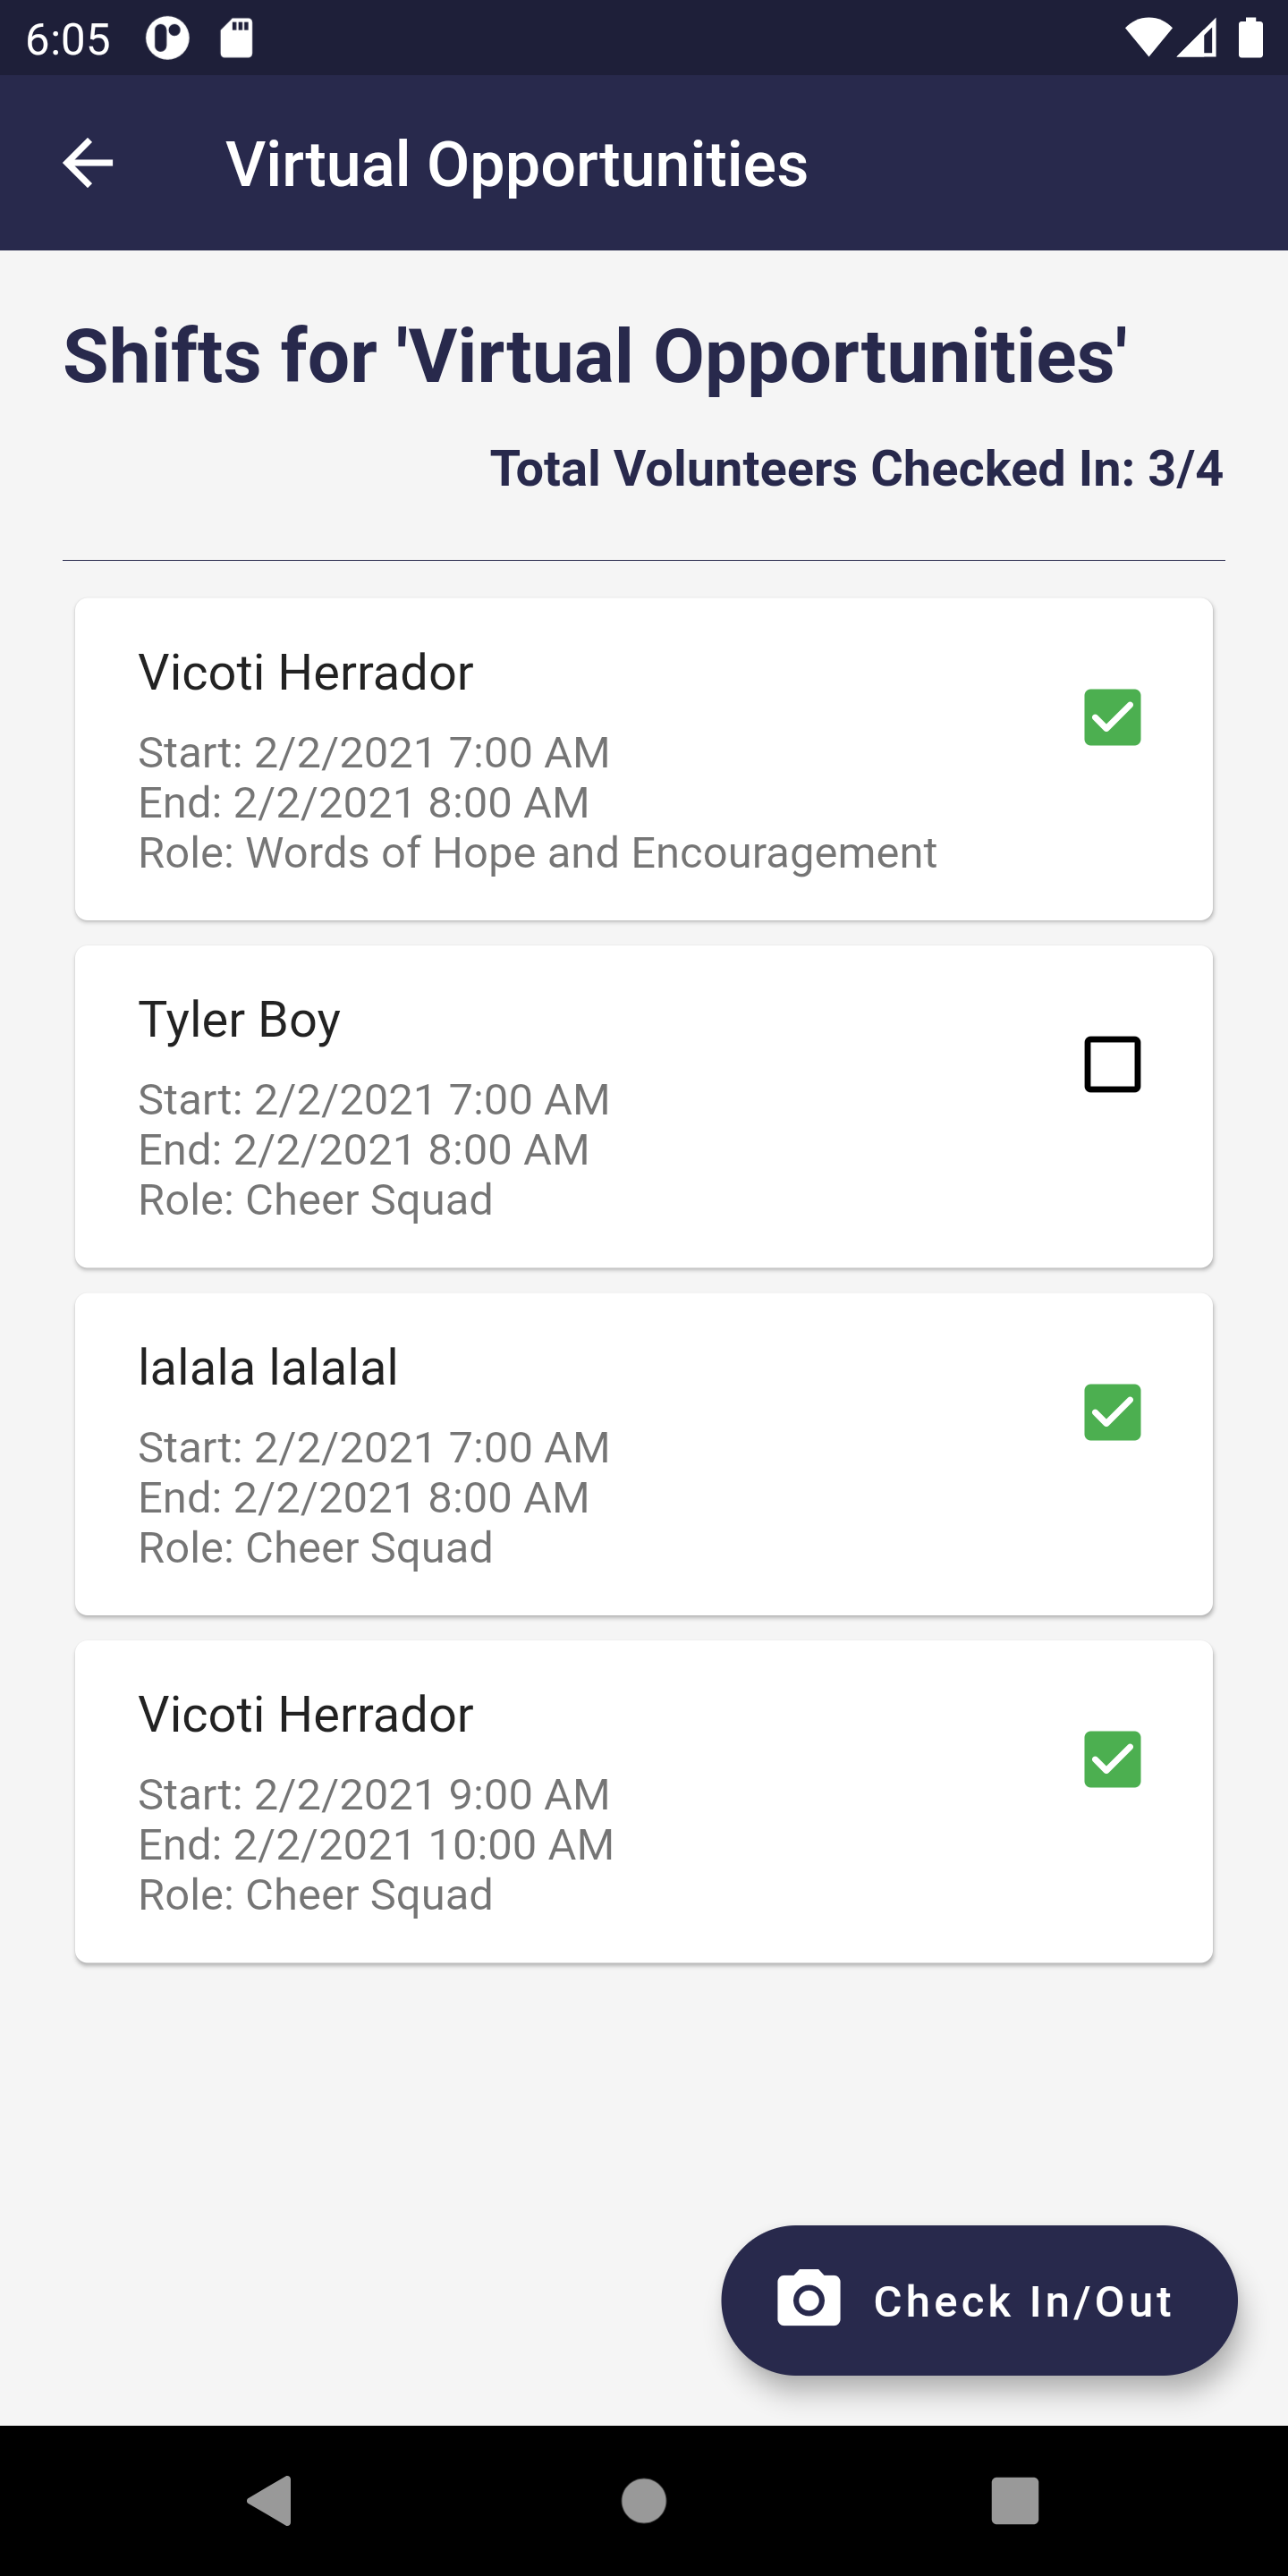 6:05
Virtual Opportunities
Shifts for 'Virtual Opportunities'
Total Volunteers Checked In: 3/4
Vicoti Herrador
Start: 2/2/2021 7:00 AM
End: 2/2/2021 8:00 AM
Role: Words of Hope and Encouragement
Tyler Boy
Start: 2/2/2021 7:00 AM
End: 2/2/2021 8:00 AM
Role: Cheer Squad
lalala lalalal
Start: 2/2/2021 7:00 AM
End: 2/2/2021 8:00 AM
Role: Cheer Squad
Vicoti Herrador
Start: 2/2/2021 9:00 AM
End: 2/2/2021 10:00 AM
Role: Cheer Squad
Check In/Out